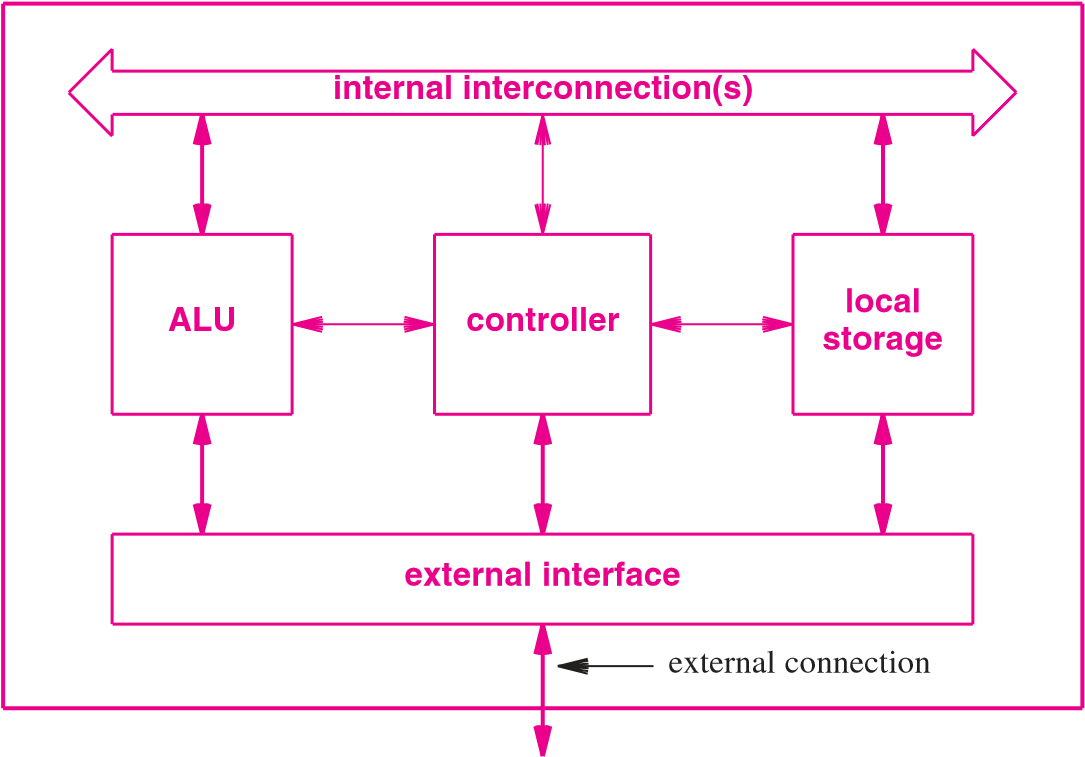 internal interconnection(s)
ALU
controller
local
storage
external interface
external connection